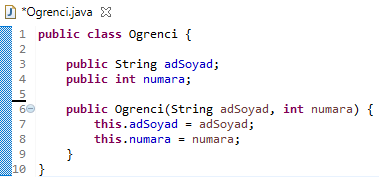 *Ogrenci.java
1 public class Ogrenci {
2
3     public String adSoyad;
4     public int numara;
5
6     public Ogrenci(String adSoyad, int numara) {
7         this.adSoyad = adSoyad;
8         this.numara = numara;
9     }
10 }